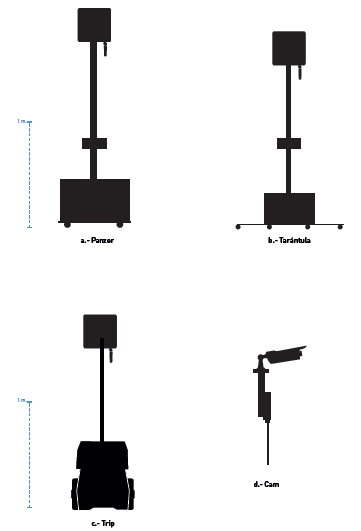 1 m.
a.- Panzer
b.- Tarántula
1 m.
c.- Trip
d.- Cam